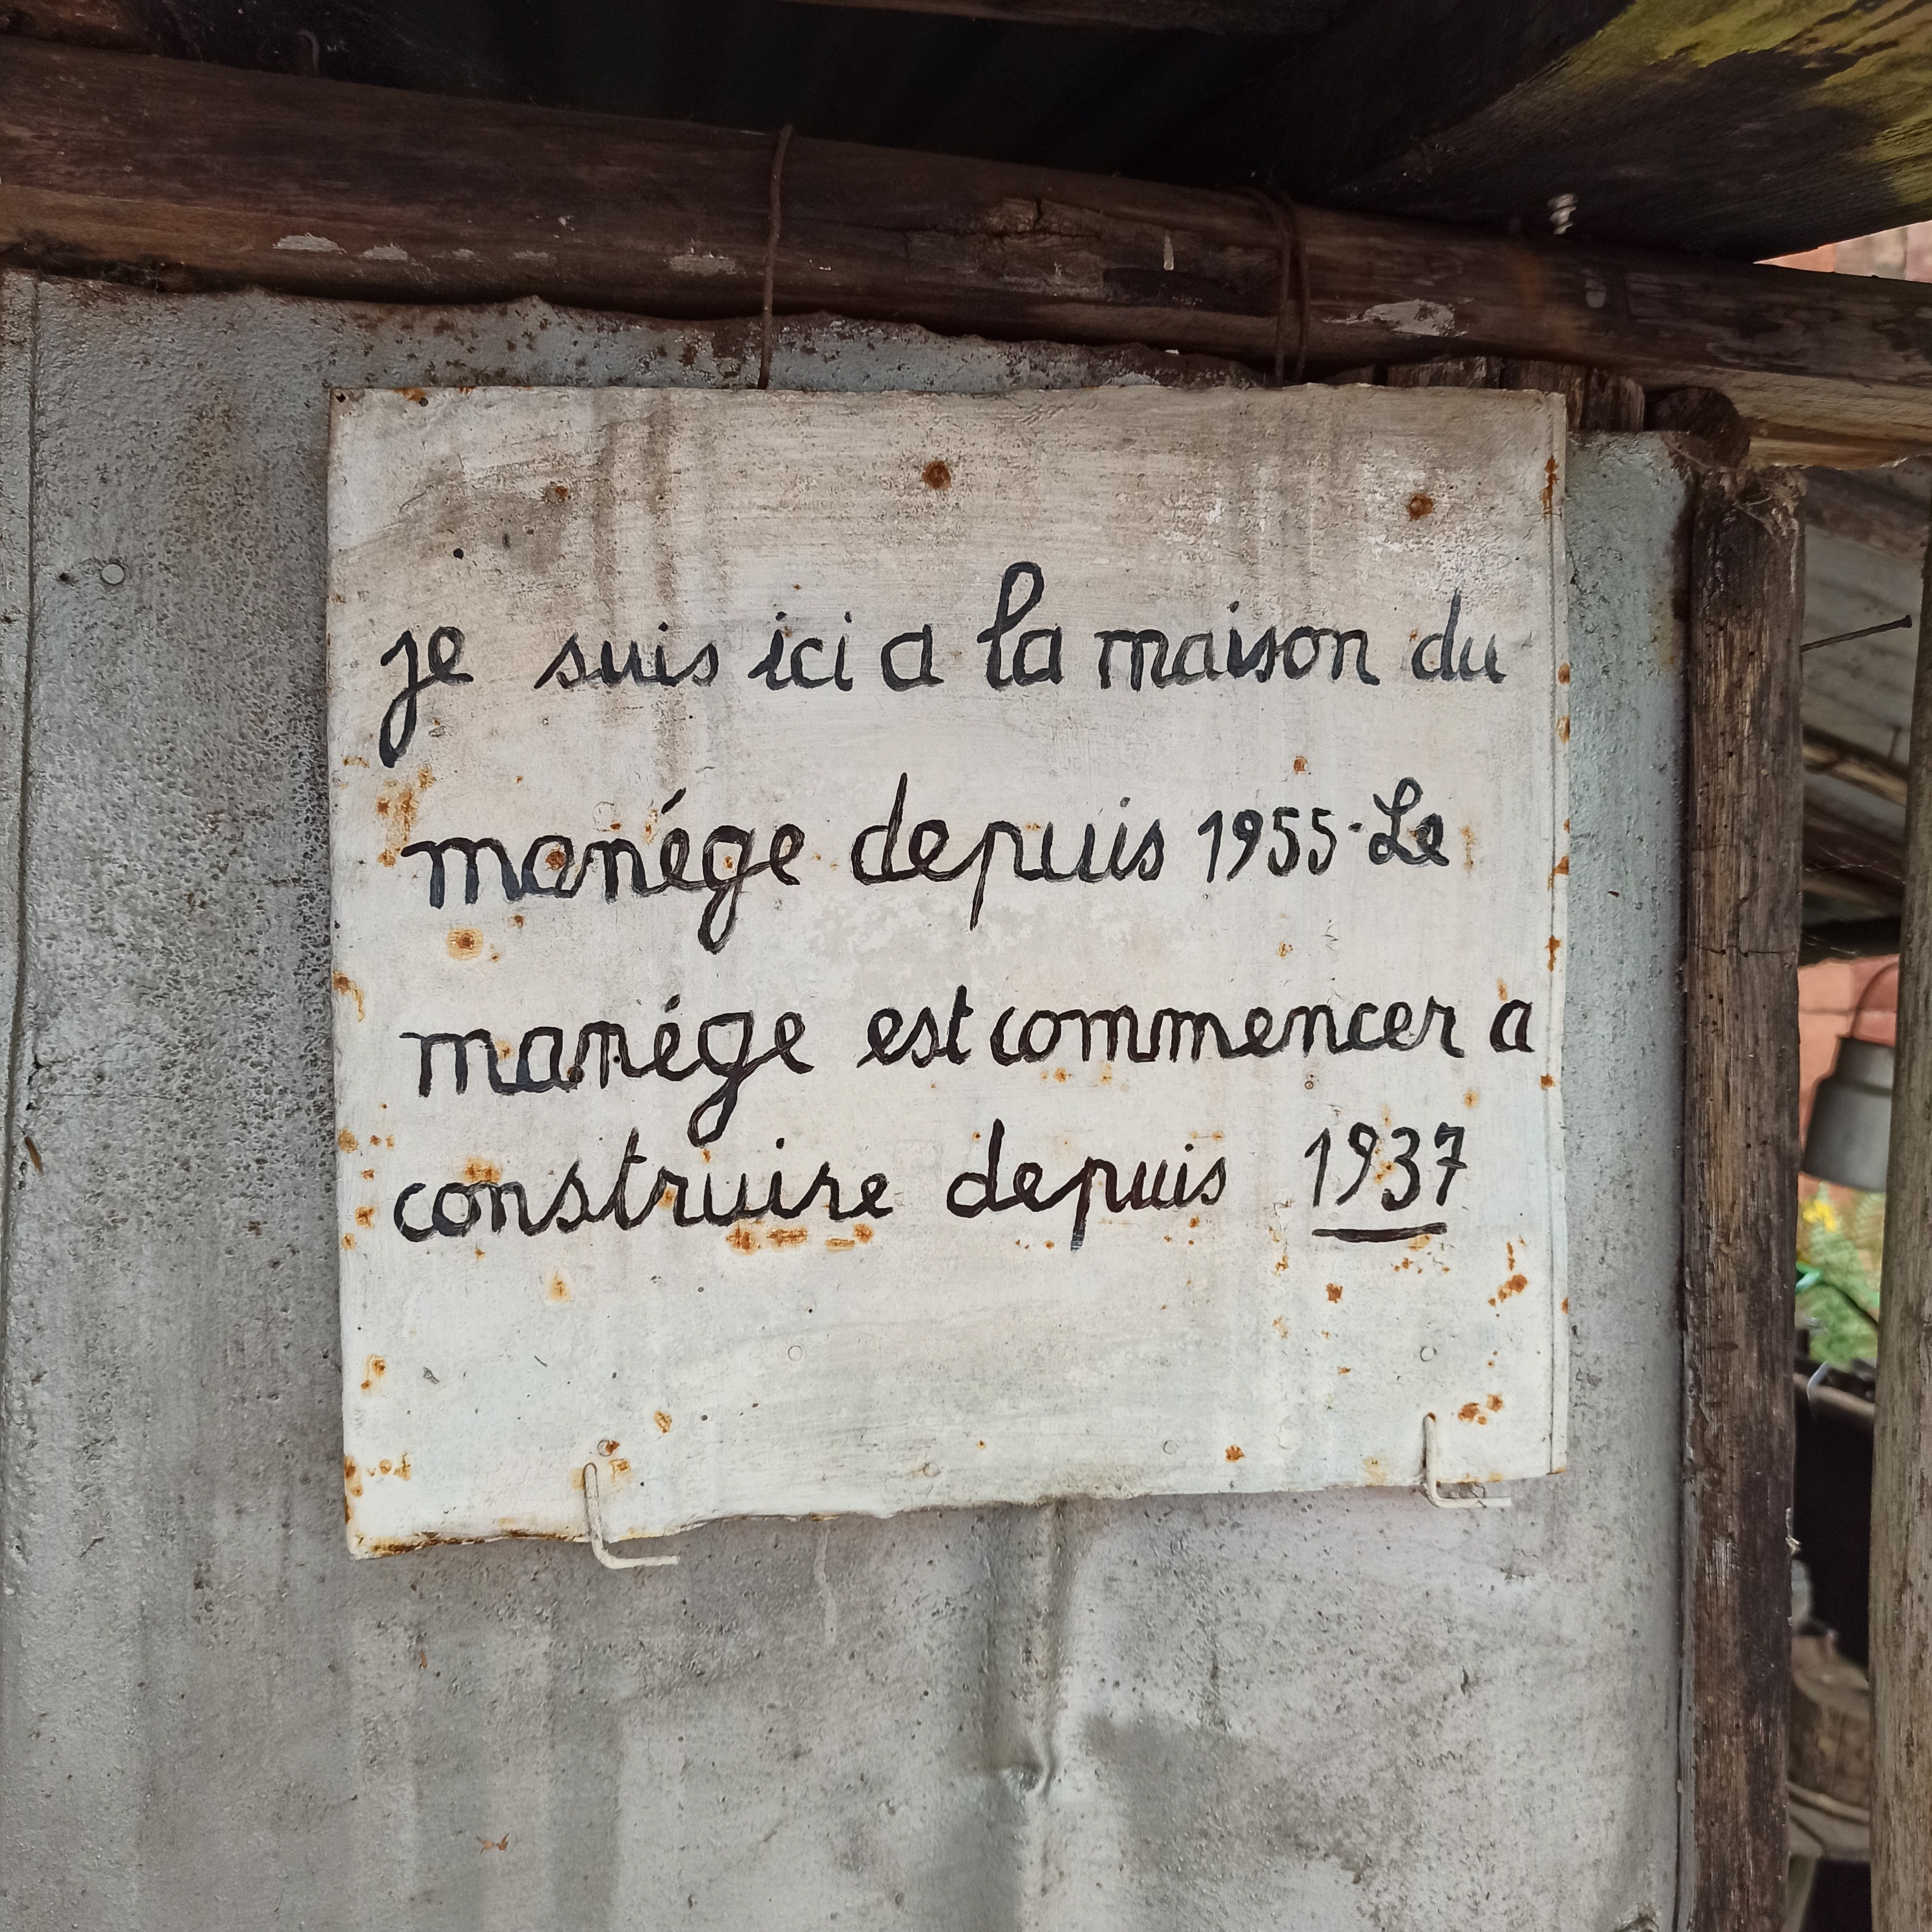 je suis ici a la maison du
manége depuis 1955. Le
manége est commencer a
construire depuis 1937